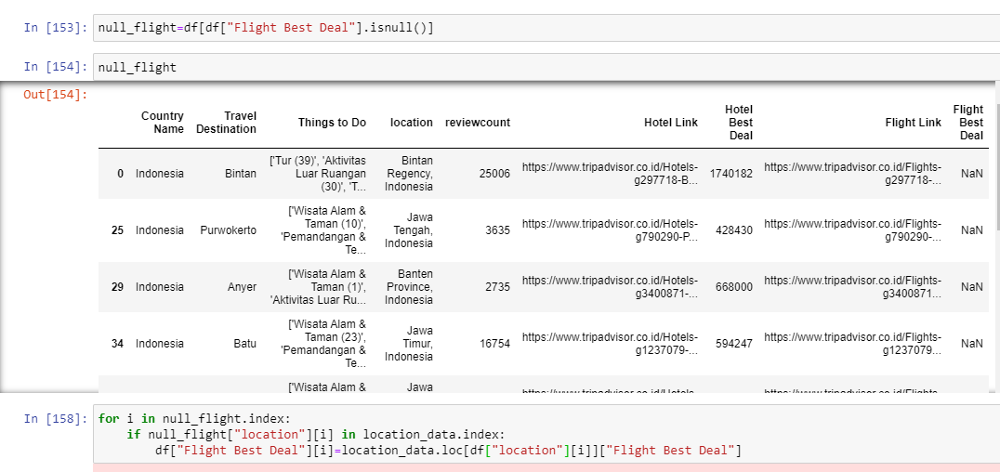 In [153]: null_flight=df[df["Flight Best Deal"].isnull()]
In [154]: null_flight
Out[154]:
Country Name Travel Destination Things to Do location reviewcount Hotel Link Hotel Best Deal Flight Link Flight Best Deal
0 Indonesia Bintan ['Tur (39)', 'Aktivitas Luar Ruangan (30)', 'T... Bintan Regency, Indonesia 25006 https://www.tripadvisor.co.id/Hotels-g297718-B... 1740182 https://www.tripadvisor.co.id/Flights-g297718-... NaN
25 Indonesia Purwokerto ['Wisata Alam & Taman (10)', 'Pemandangan & Te... Jawa Tengah, Indonesia 3635 https://www.tripadvisor.co.id/Hotels-g790290-P... 428430 https://www.tripadvisor.co.id/Flights-g790290-... NaN
29 Indonesia Anyer ['Wisata Alam & Taman (1)', 'Aktivitas Luar Ru... Banten Province, Indonesia 2735 https://www.tripadvisor.co.id/Hotels-g3400871-... 668000 https://www.tripadvisor.co.id/Flights-g3400871... NaN
34 Indonesia Batu ['Wisata Alam & Taman (23)', 'Pemandangan & Te... Jawa Timur, Indonesia 16754 https://www.tripadvisor.co.id/Hotels-g1237079-... 594247 https://www.tripadvisor.co.id/Flights-g1237079... NaN
['Wisata Alam & Jawa
In [158]: for i in null_flight.index:
if null_flight["location"][i] in location_data.index:
df["Flight Best Deal"][i]=location_data.loc[df["location"][i]]["Flight Best Deal"]